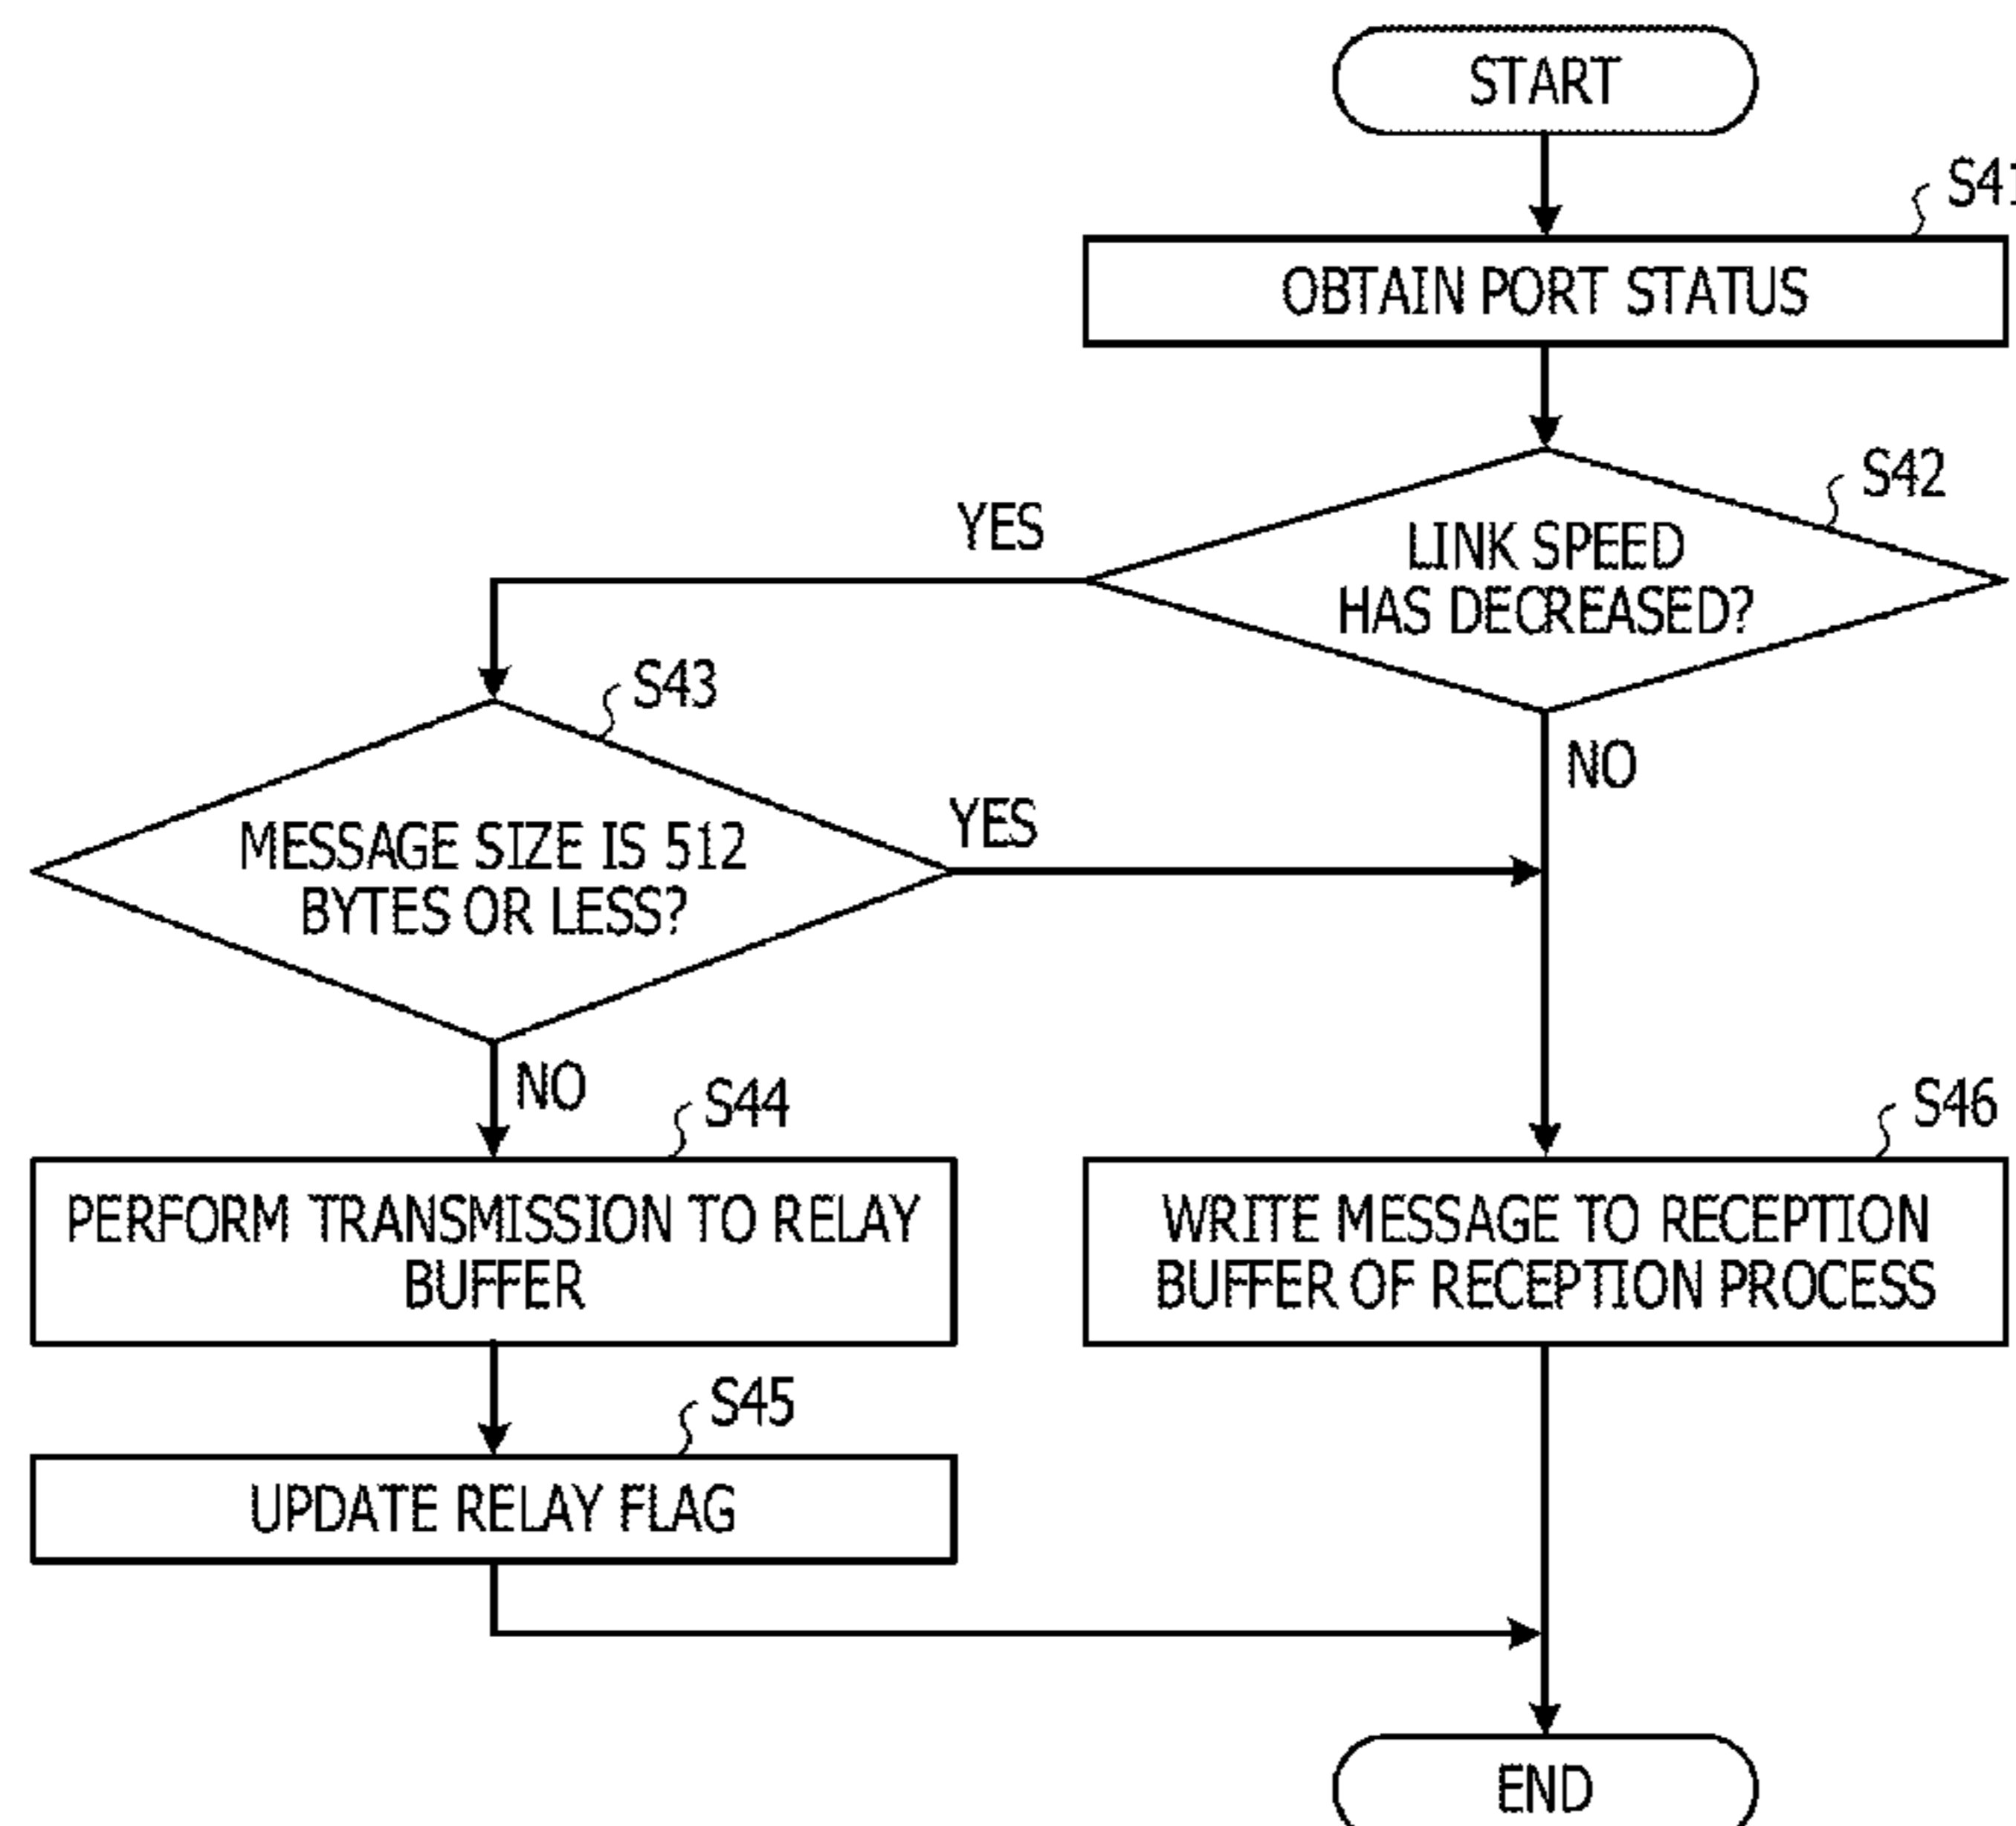 START
S41
OBTAIN PORT STATUS
S42
YES
LINK SPEED
HAS DECREASED?
S43
NO
MESSAGE SIZE IS 512
BYTES OR LESS?
YES
NO
S44
S46
PERFORM TRANSMISSION TO RELAY
BUFFER
WRITE MESSAGE TO RECEPTION
BUFFER OF RECEPTION PROCESS
S45
UPDATE RELAY FLAG
END